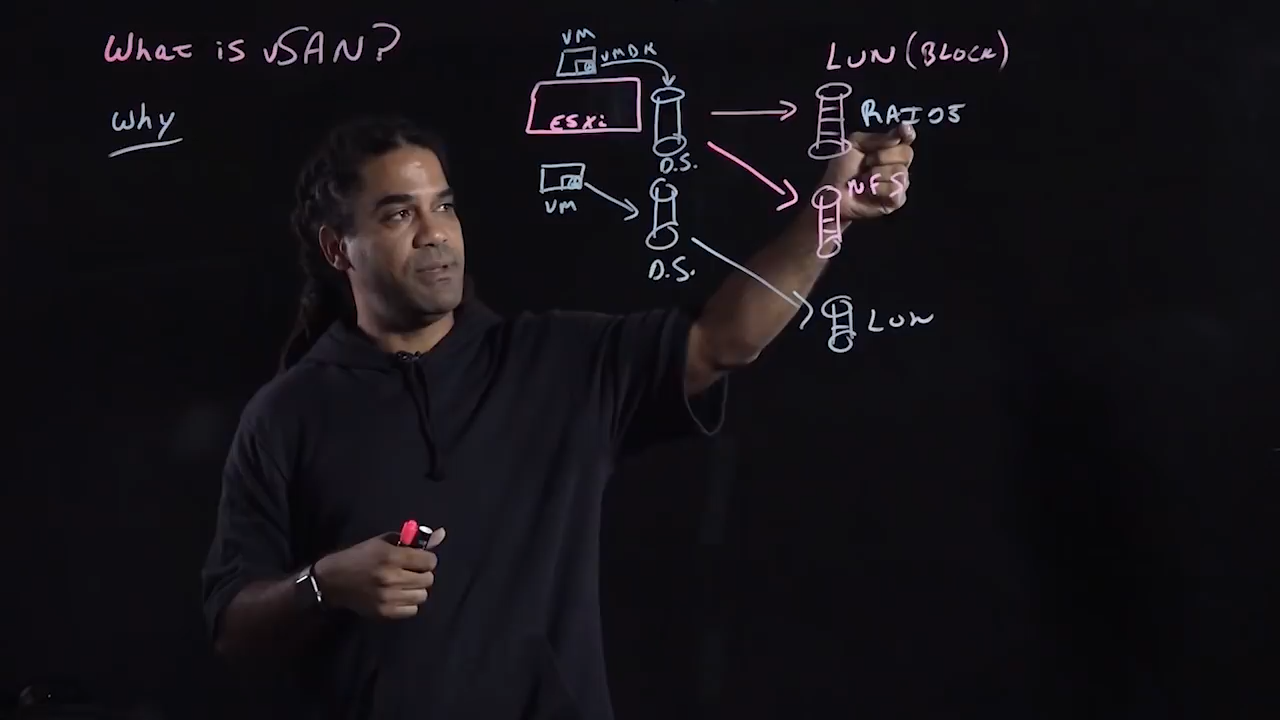 What is vSAN?
Why
VM
VMDK
ESXi
D.S.
VM
D.S.
LUN (BLOCK)
RAID5
NFS
LUN